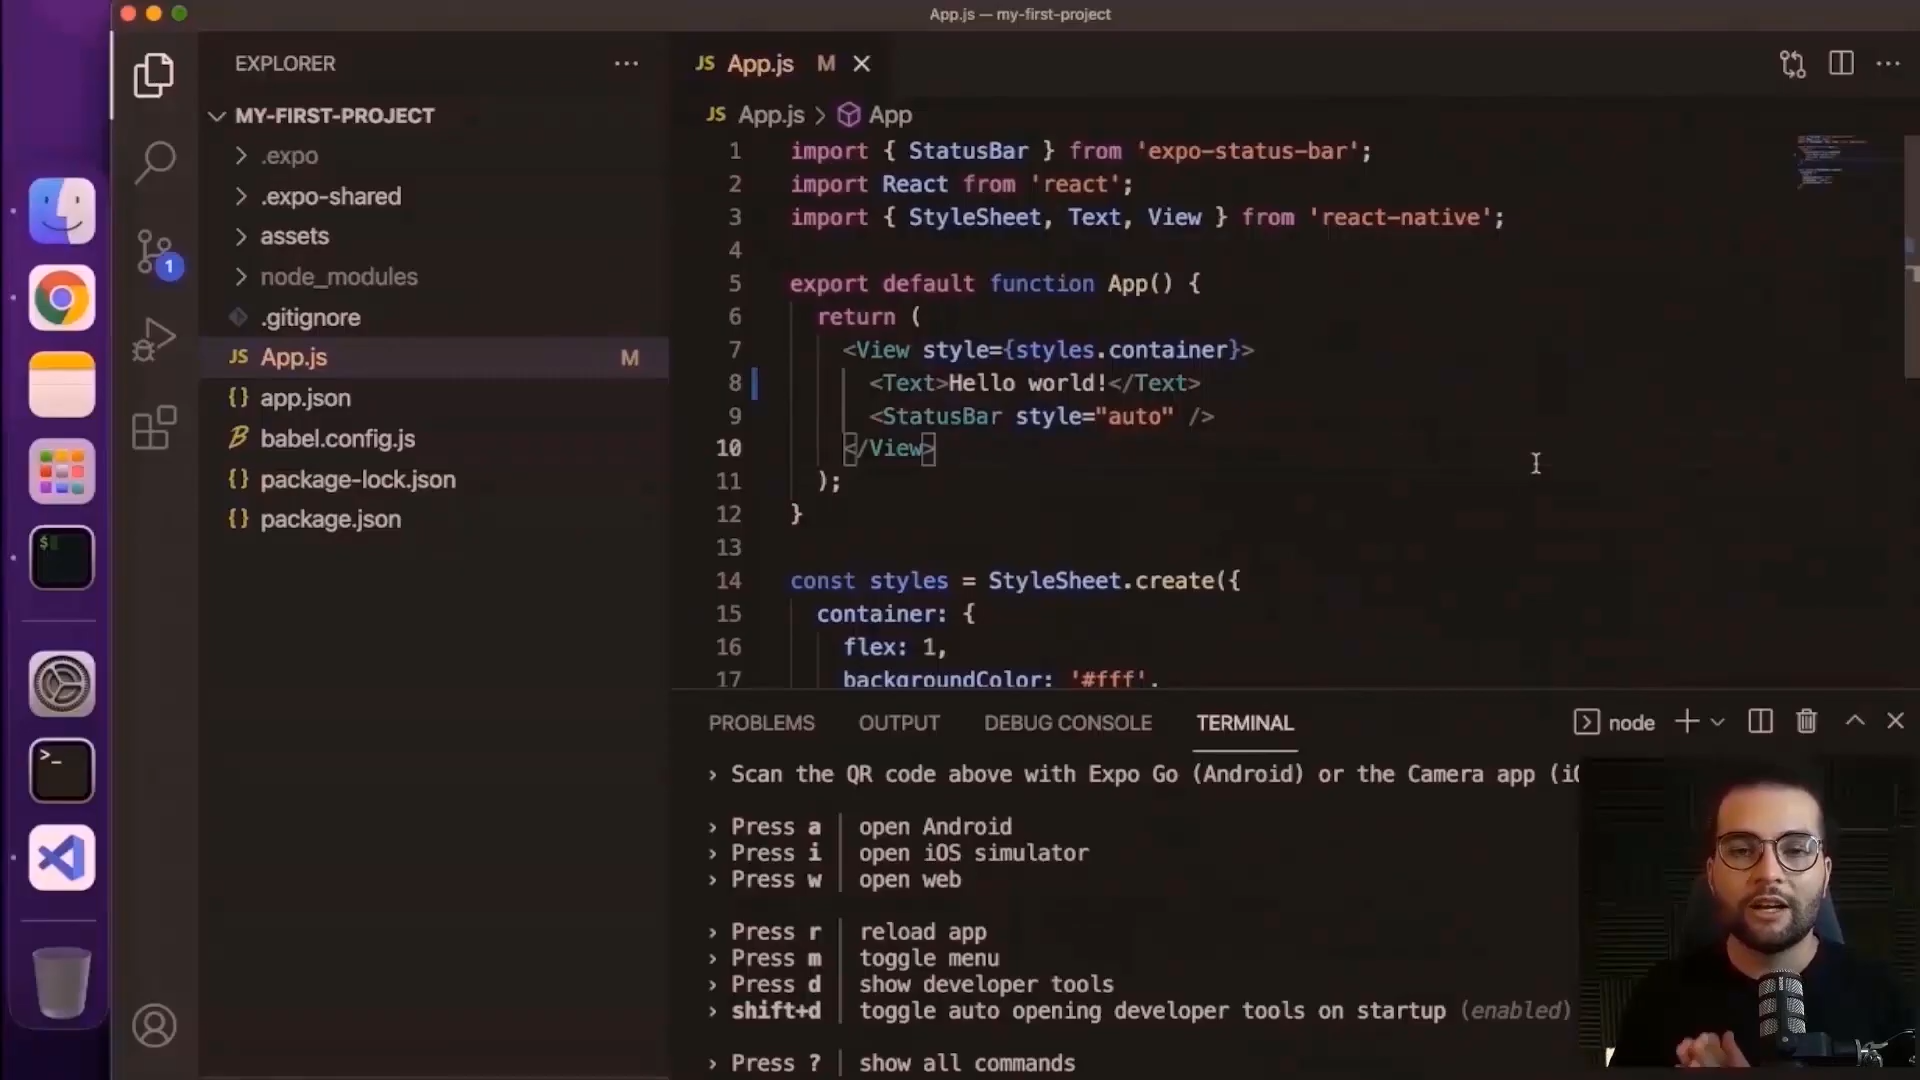 App.js — my-first-project
EXPLORER
MY-FIRST-PROJECT
.expo
.expo-shared
assets
node_modules
.gitignore
JS App.js M
{} app.json
babel.config.js
{} package-lock.json
{} package.json
1
JS App.js M
JS App.js > App
1 import { StatusBar } from 'expo-status-bar';
2 import React from 'react';
3 import { StyleSheet, Text, View } from 'react-native';
4
5 export default function App() {
6 return (
7 <View style={styles.container}>
8 <Text>Hello world!</Text>
9 <StatusBar style="auto" />
10 </View>
11 );
12 }
13
14 const styles = StyleSheet.create({
15 container: {
16 flex: 1,
17 backgroundColor: '#fff',
PROBLEMS OUTPUT DEBUG CONSOLE TERMINAL node
› Scan the QR code above with Expo Go (Android) or the Camera app
› Press a | open Android
› Press i | open iOS simulator
› Press w | open web
› Press r | reload app
› Press m | toggle menu
› Press d | show developer tools
› shift+d | toggle auto opening developer tools on startup (enabled)
› Press ? | show all commands